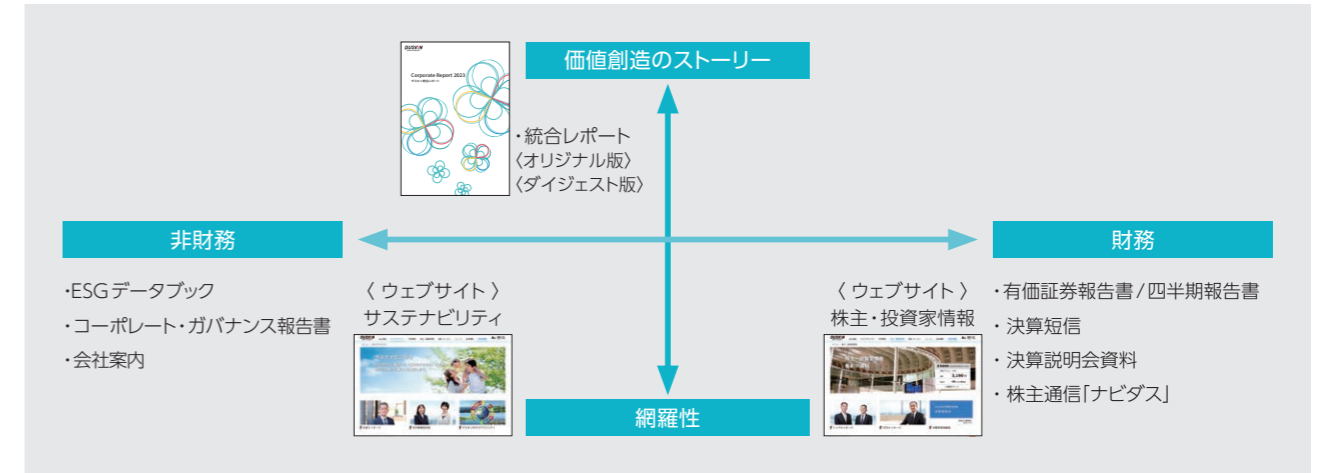 DUSKIN
Corporate Report 2023
価値創造のストーリー
・統合レポート
〈オリジナル版〉
〈ダイジェスト版〉
非財務
財務
・ESGデータブック
・コーポレート・ガバナンス報告書
・会社案内
〈 ウェブサイト 〉
サステナビリティ
〈 ウェブサイト 〉
株主・投資家情報
・有価証券報告書/四半期報告書
・決算短信
・決算説明会資料
・株主通信「ナビダス」
網羅性